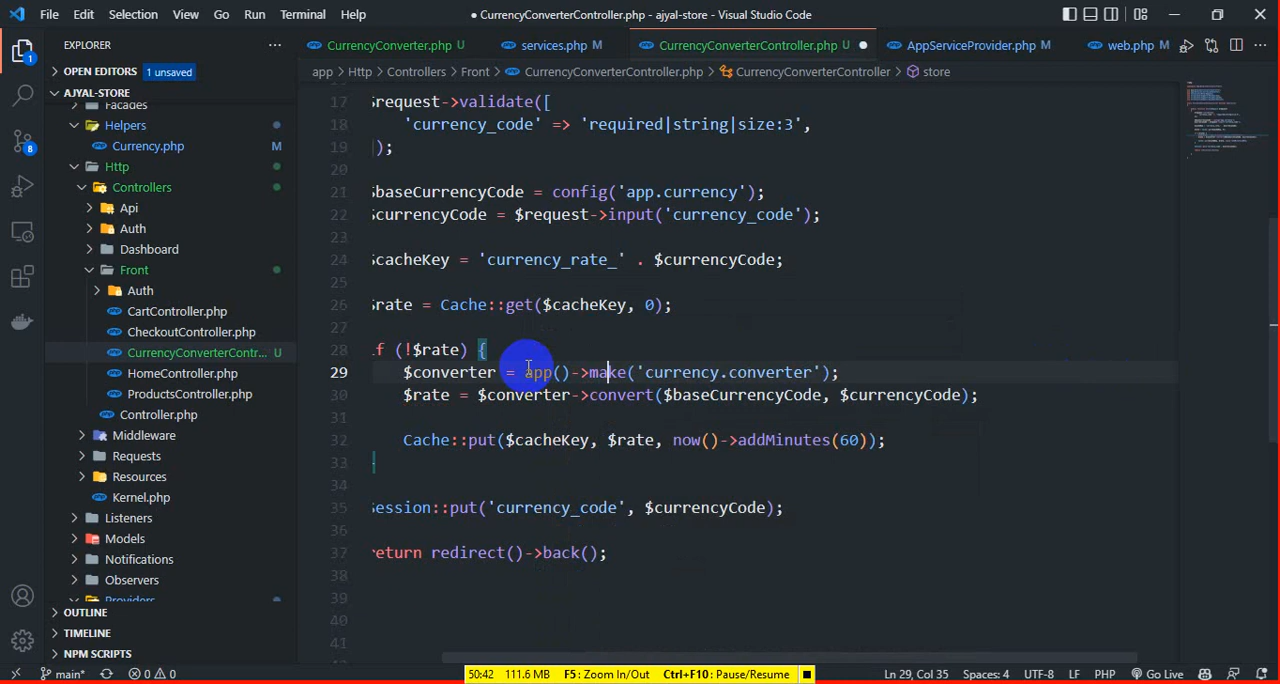 File Edit Selection View Go Run Terminal Help
● CurrencyConverterController.php - ajyal-store - Visual Studio Code
EXPLORER
CurrencyConverter.php U
services.php M
CurrencyConverterController.php U ●
AppServiceProvider.php M
web.php M
OPEN EDITORS 1 unsaved
app > Http > Controllers > Front > CurrencyConverterController.php > CurrencyConverterController > store
AJYAL-STORE
Facades
Helpers
Currency.php M
Http
Controllers
Api
Auth
Dashboard
Front
Auth
CartController.php
CheckoutController.php
CurrencyConverterContr... U
HomeController.php
ProductsController.php
Controller.php
Middleware
Requests
Resources
Kernel.php
Listeners
Models
Notifications
Observers
Providers
OUTLINE
TIMELINE
NPM SCRIPTS
17 $request->validate([
18 'currency_code' => 'required|string|size:3',
19 ]);
20
21 $baseCurrencyCode = config('app.currency');
22 $currencyCode = $request->input('currency_code');
23
24 $cacheKey = 'currency_rate_' . $currencyCode;
25
26 $rate = Cache::get($cacheKey, 0);
27
28 if (!$rate) {
29 $converter = app()->make('currency.converter');
30 $rate = $converter->convert($baseCurrencyCode, $currencyCode);
31
32 Cache::put($cacheKey, $rate, now()->addMinutes(60));
33 }
34
35 Session::put('currency_code', $currencyCode);
36
37 return redirect()->back();
38
39
40
41
1
8
main* 0 0
50:42 111.6 MB F5: Zoom In/Out Ctrl+F10: Pause/Resume
Ln 29, Col 35 Spaces: 4 UTF-8 LF PHP Go Live